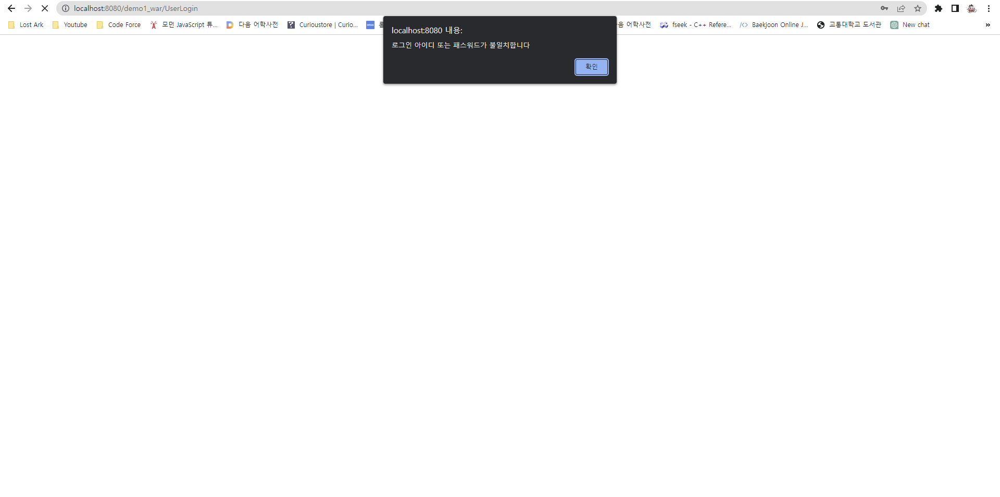 localhost:8080/demo1_war/UserLogin
Lost Ark Youtube Code Force 모던 JavaScript 튜... 다음 어학사전 Curioustore | Curio... 어학사전 fseek - C++ Refere... Baekjoon Online J... 교통대학교 도서관 New chat »
localhost:8080 내용:
로그인 아이디 또는 패스워드가 불일치합니다
확인